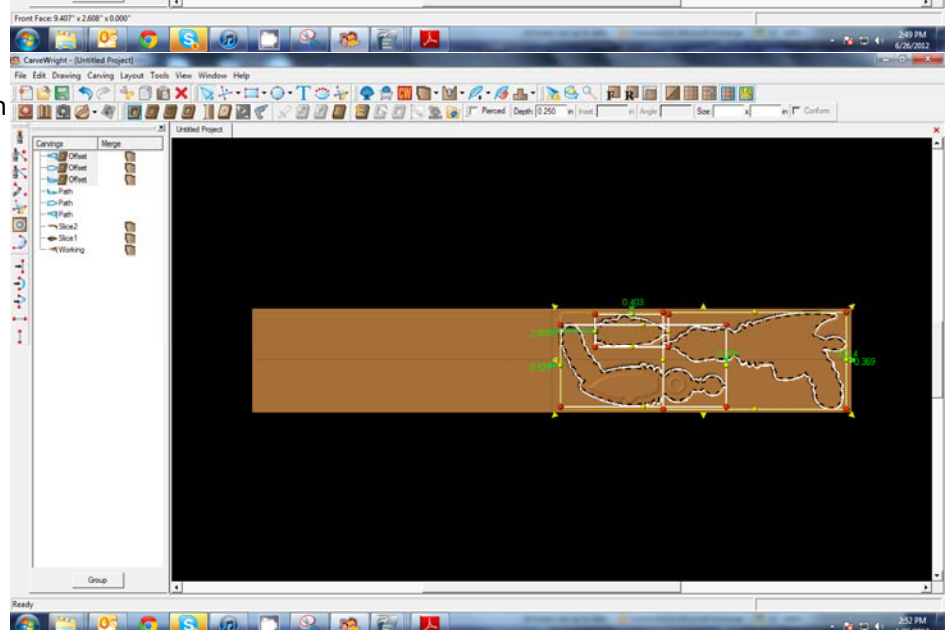 Front Face: 9.407" x 2.608" x 0.000"
2:49 PM
6/26/2012
CarveWright - [Untitled Project]
File Edit Drawing Carving Layout Tools View Window Help
Pierced Depth: 0.250 in Inset: in Angle Size: x in Conform
Untitled Project
Carvings Merge
Offset
Offset
Offset
Path
Path
Path
Slice2
Slice1
Working
0.403
0.369
Group
Ready
2:52 PM